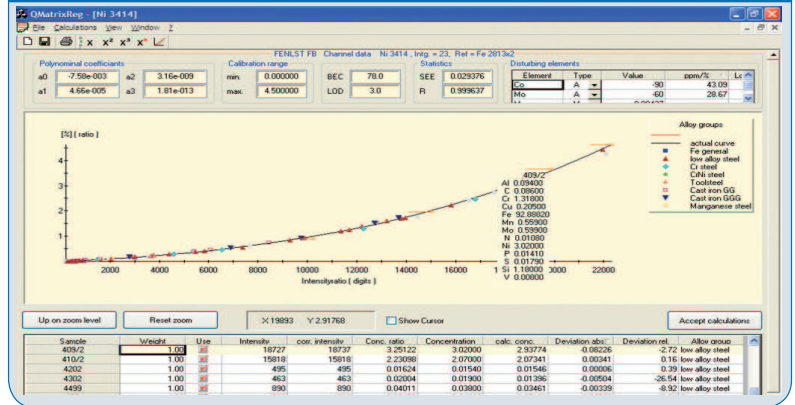 QMatrixReg - [Ni 3414]
File Calculations View Window ?
x x² x³ x⁴
FENLST FB Channel data Ni 3414 , Intg. = 23, Ref = Fe 2813x2
Polynominal coefficiants Calibration range Statistics Disturbing elements
Element Type Value ppm/%
a0 -7.58e-003 a2 3.16e-009 min. 0.000000 BEC 78.0 SEE 0.029376 Co A -90 43.09
a1 4.66e-005 a3 1.81e-013 max. 4.500000 LOD 3.0 R 0.999637 Mo A -60 28.67
[%] ( ratio )
Alloy groups
actual curve
Fe general
low alloy steel
Cr steel
CrNi steel
Toolsteel
Cast iron GG
Cast iron GGG
Manganese steel
4
3
2
1
409/2
Al 0.09400
C 0.08600
Cr 1.31800
Cu 0.20500
Fe 92.88820
Mn 0.55900
Mo 0.59900
N 0.01080
Ni 3.02000
P 0.01410
S 0.01790
Si 1.18000
V 0.00800
2000 4000 6000 8000 10000 12000 14000 16000 22000
Intensityratio ( digits )
Up on zoom level Reset zoom X 19893 Y 2.91768 Show Cursor Accept calculations
Sample Weight Use Intensity corr. intensity Conc. ratio Concentration calc. conc. Deviation abs. Deviation rel. Alloy group
409/2 1.00 18727 18737 3.25122 3.02000 2.93774 -0.08226 -2.72 low alloy steel
410/2 1.00 15818 15818 2.23098 2.07000 2.07341 0.00341 0.16 low alloy steel
4202 1.00 495 495 0.01624 0.01540 0.01546 0.00006 0.39 low alloy steel
4302 1.00 463 463 0.02004 0.01900 0.01396 -0.00504 -26.54 low alloy steel
4499 1.00 890 890 0.04011 0.03800 0.03461 -0.00339 -8.92 low alloy steel